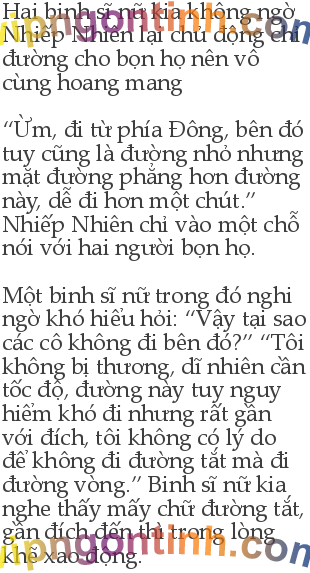 Hai binh sĩ nữ kia không ngờ
Nhiếp Nhiên lại chủ động chỉ
đường cho bọn họ nên vô
cùng hoang mang
“Ừm, đi từ phía Đông, bên đó
tuy cũng là đường nhỏ nhưng
mặt đường phẳng hơn đường
này, dễ đi hơn một chút.”
Nhiếp Nhiên chỉ vào một chỗ
nói với hai người bọn họ.
Một binh sĩ nữ trong đó nghi
ngờ khó hiểu hỏi: “Vậy tại sao
các cô không đi bên đó?” “Tôi
không bị thương, dĩ nhiên cần
tốc độ, đường này tuy nguy
hiểm khó đi nhưng rất gần
với đích, tôi không có lý do
để không đi đường tắt mà đi
đường vòng.” Binh sĩ nữ kia
nghe thấy mấy chữ đường tắt,
gần đích đến thì trong lòng
khẽ xao động.